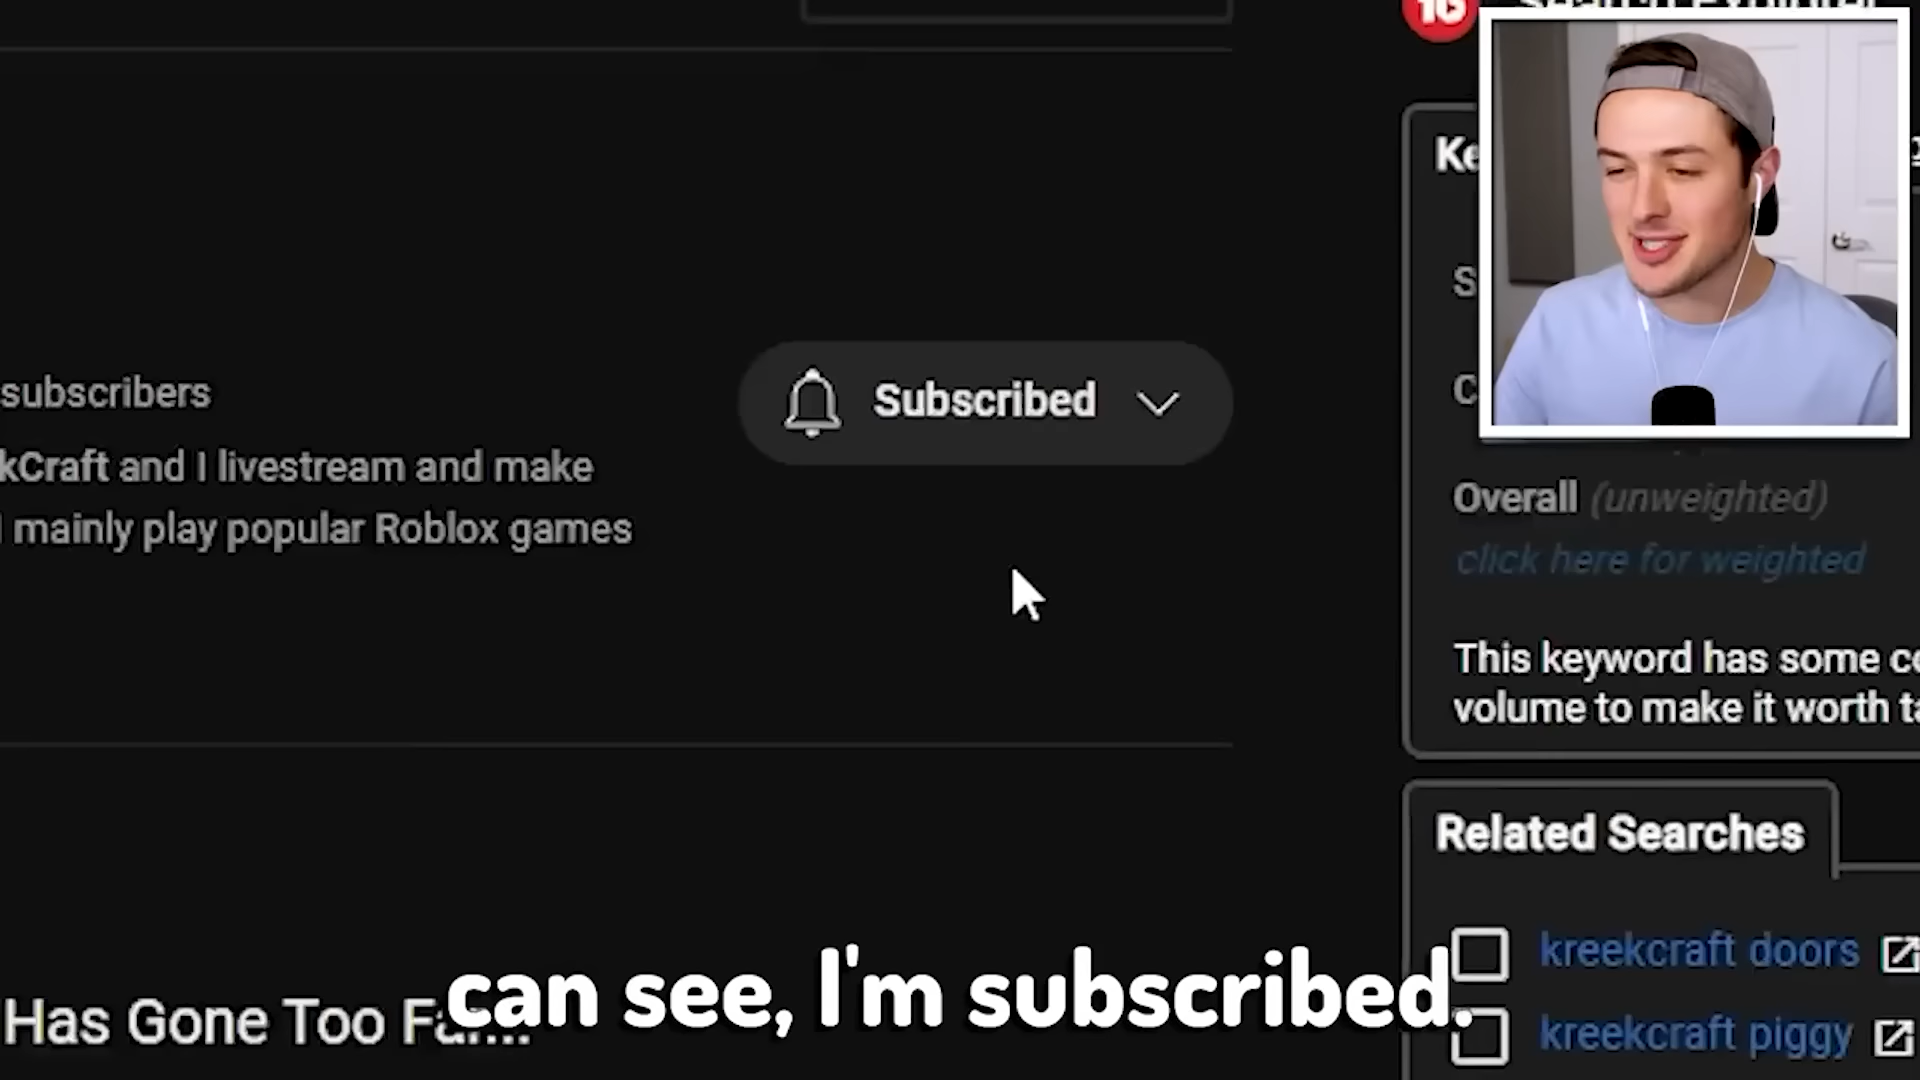 subscribers
kCraft and I livestream and make
I mainly play popular Roblox games
Subscribed
Ke
S
C
Overall (unweighted)
click here for weighted
This keyword has some co
volume to make it worth ta
Related Searches
kreekcraft doors
kreekcraft piggy
Has Gone Too Far...
can see, I'm subscribed.